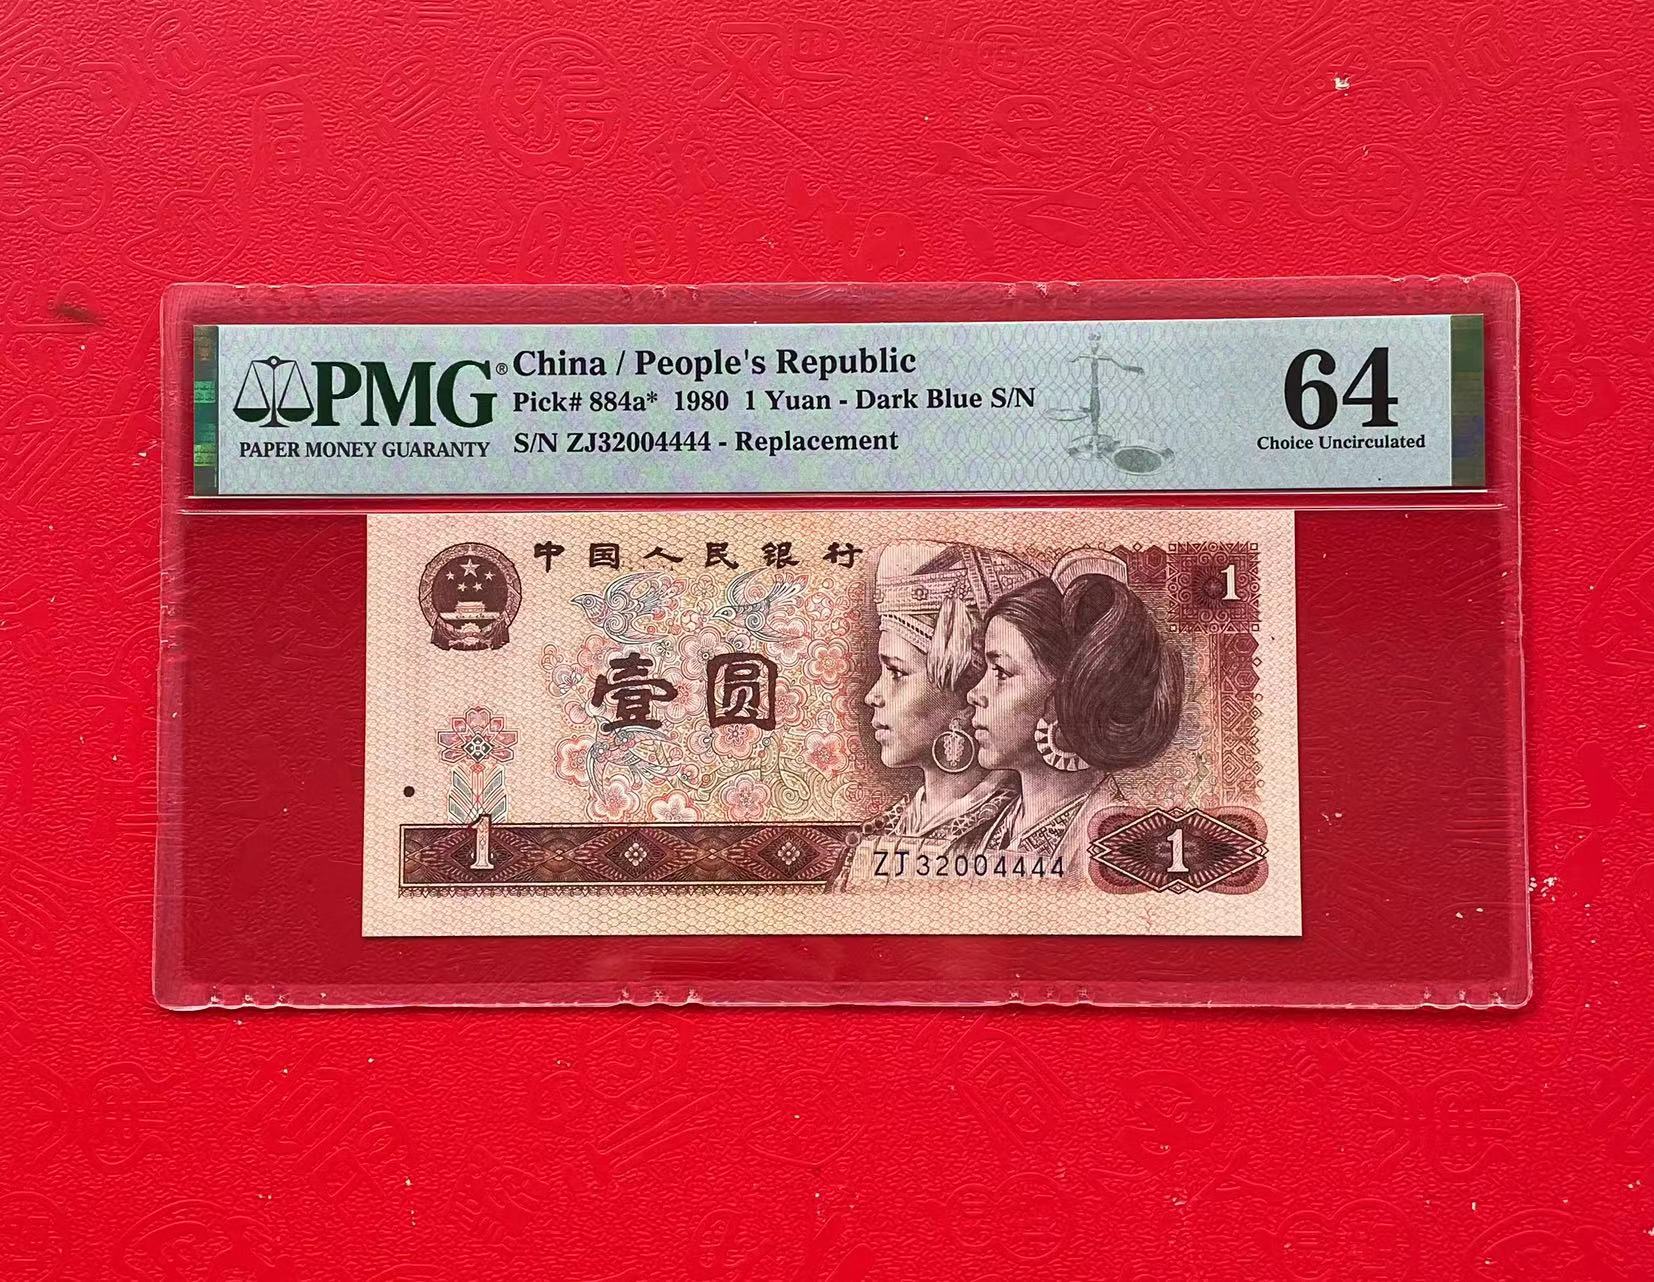 PMG®
PAPER MONEY GUARANTY
China / People's Republic
Pick# 884a* 1980 1 Yuan - Dark Blue S/N
S/N ZJ32004444 - Replacement
64
Choice Uncirculated
中国人民银行
1
壹圆
1
ZJ32004444
1